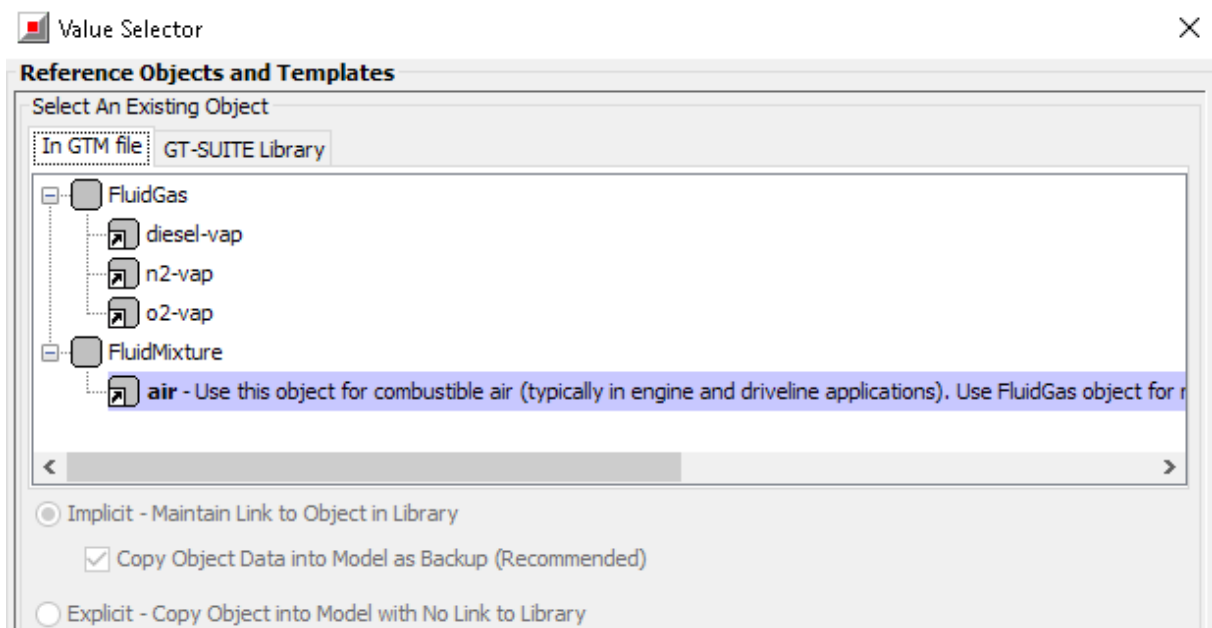 Value Selector
Reference Objects and Templates
Select An Existing Object
In GTM file GT-SUITE Library
FluidGas
diesel-vap
n2-vap
o2-vap
FluidMixture
air - Use this object for combustible air (typically in engine and driveline applications). Use FluidGas object for
Implicit - Maintain Link to Object in Library
Copy Object Data into Model as Backup (Recommended)
Explicit - Copy Object into Model with No Link to Library